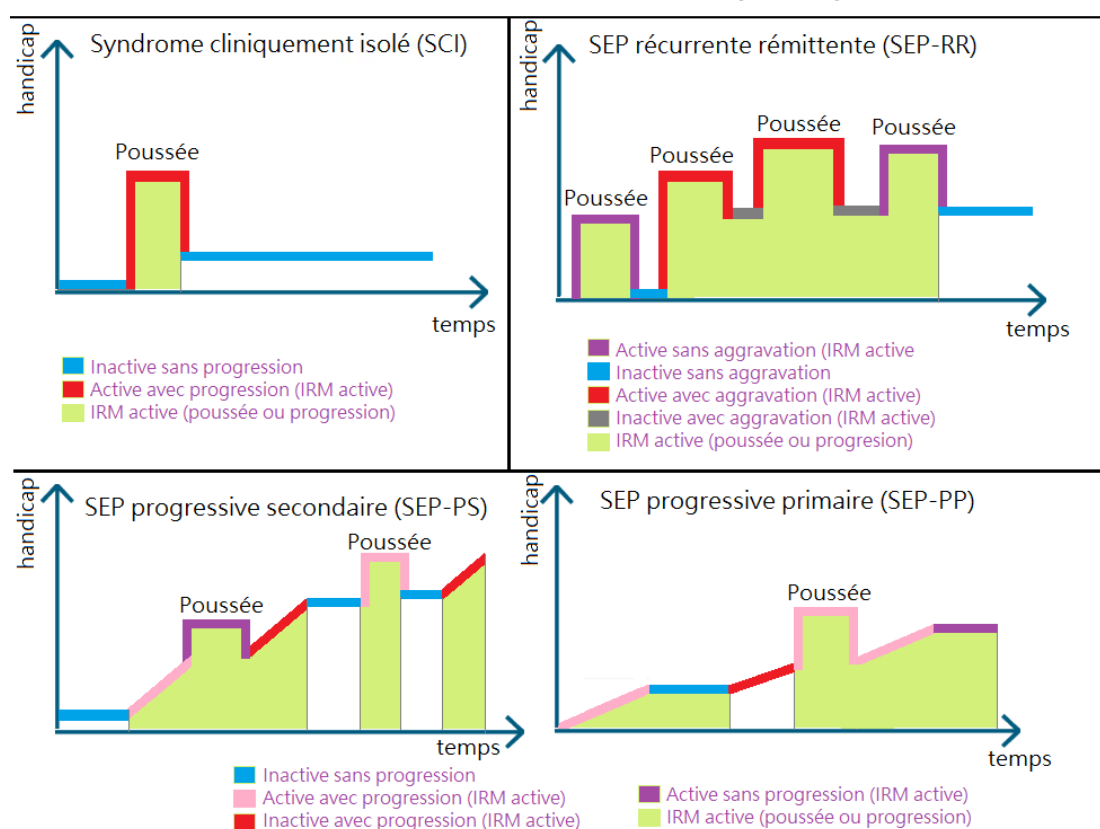 Syndrome cliniquement isolé (SCI)
handicap
Poussée
temps
Inactive sans progression
Active avec progression (IRM active)
IRM active (poussée ou progression)
SEP récurrente rémittente (SEP-RR)
handicap
Poussée
Poussée
Poussée
Poussée
temps
Active sans aggravation (IRM active
Inactive sans aggravation
Active avec aggravation (IRM active)
Inactive avec aggravation (IRM active)
IRM active (poussée ou progresion)
SEP progressive secondaire (SEP-PS)
handicap
Poussée
Poussée
temps
SEP progressive primaire (SEP-PP)
handicap
Poussée
temps
Inactive sans progression
Active avec progression (IRM active)
Inactive avec progression (IRM active)
Active sans progression (IRM active)
IRM active (poussée ou progression)